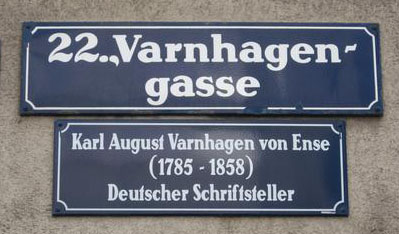 22., Varnhagen-
gasse
Karl August Varnhagen von Ense
(1785 - 1858)
Deutscher Schriftsteller